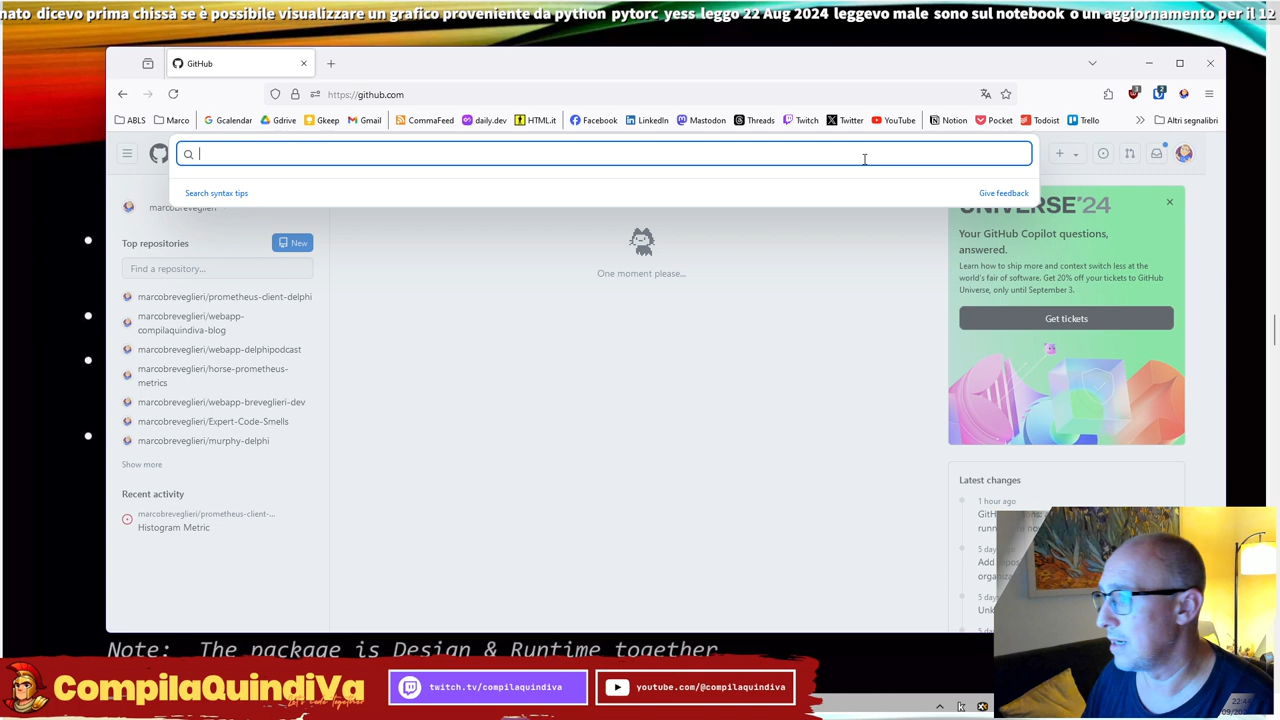 nato dicevo prima chissà se è possibile visualizzare un grafico proveniente da python pytorc yess leggo 22 Aug 2024 leggevo male sono sul notebook o un aggiornamento per il 12
GitHub
https://github.com
ABLS Marco Gcalendar Gdrive Gkeep Gmail CommaFeed daily.dev HTML.it Facebook LinkedIn Mastodon Threads Twitch Twitter YouTube Notion Pocket Todoist Trello Altri segnalibri
Search syntax tips
Give feedback
marcobreveglieri
Top repositories
New
Find a repository...
marcobreveglieri/prometheus-client-delphi
marcobreveglieri/webapp-
compilaquindiva-blog
marcobreveglieri/webapp-delphipodcast
marcobreveglieri/horse-prometheus-
metrics
marcobreveglieri/webapp-breveglieri-dev
marcobreveglieri/Expert-Code-Smells
marcobreveglieri/murphy-delphi
Show more
Recent activity
marcobreveglieri/prometheus-client-...
Histogram Metric
One moment please...
UNIVERSE'24
Your GitHub Copilot questions,
answered.
Learn how to ship more and context switch less at the
world's fair of software. Get 20% off your tickets to GitHub
Universe, only until September 3.
Get tickets
Latest changes
1 hour ago
5 day
5 day
Note: The package is Design & Runtime together
CompilaQuindiVa
Let's code Together
twitch.tv/compilaquindiva
youtube.com/@compilaquindiva